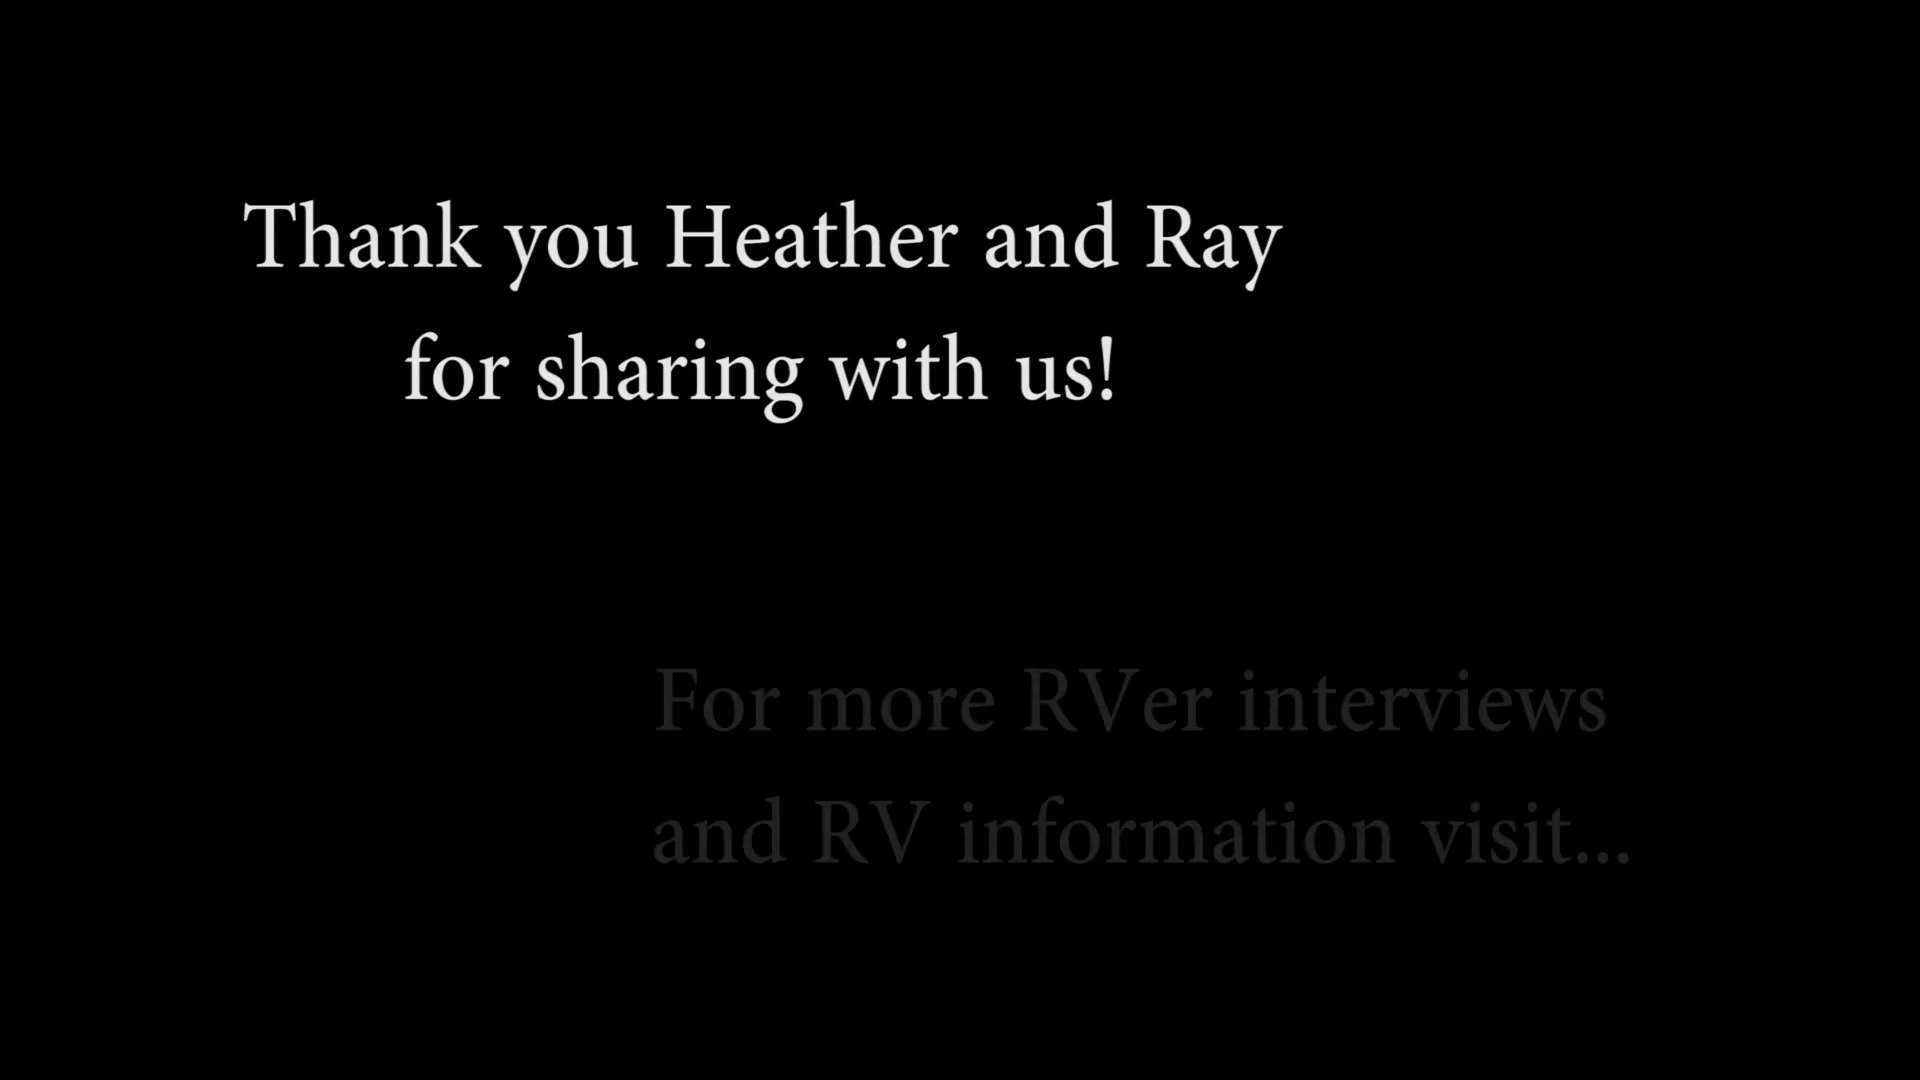 Thank you Heather and Ray
for sharing with us!
For more RVer interviews
and RV information visit...